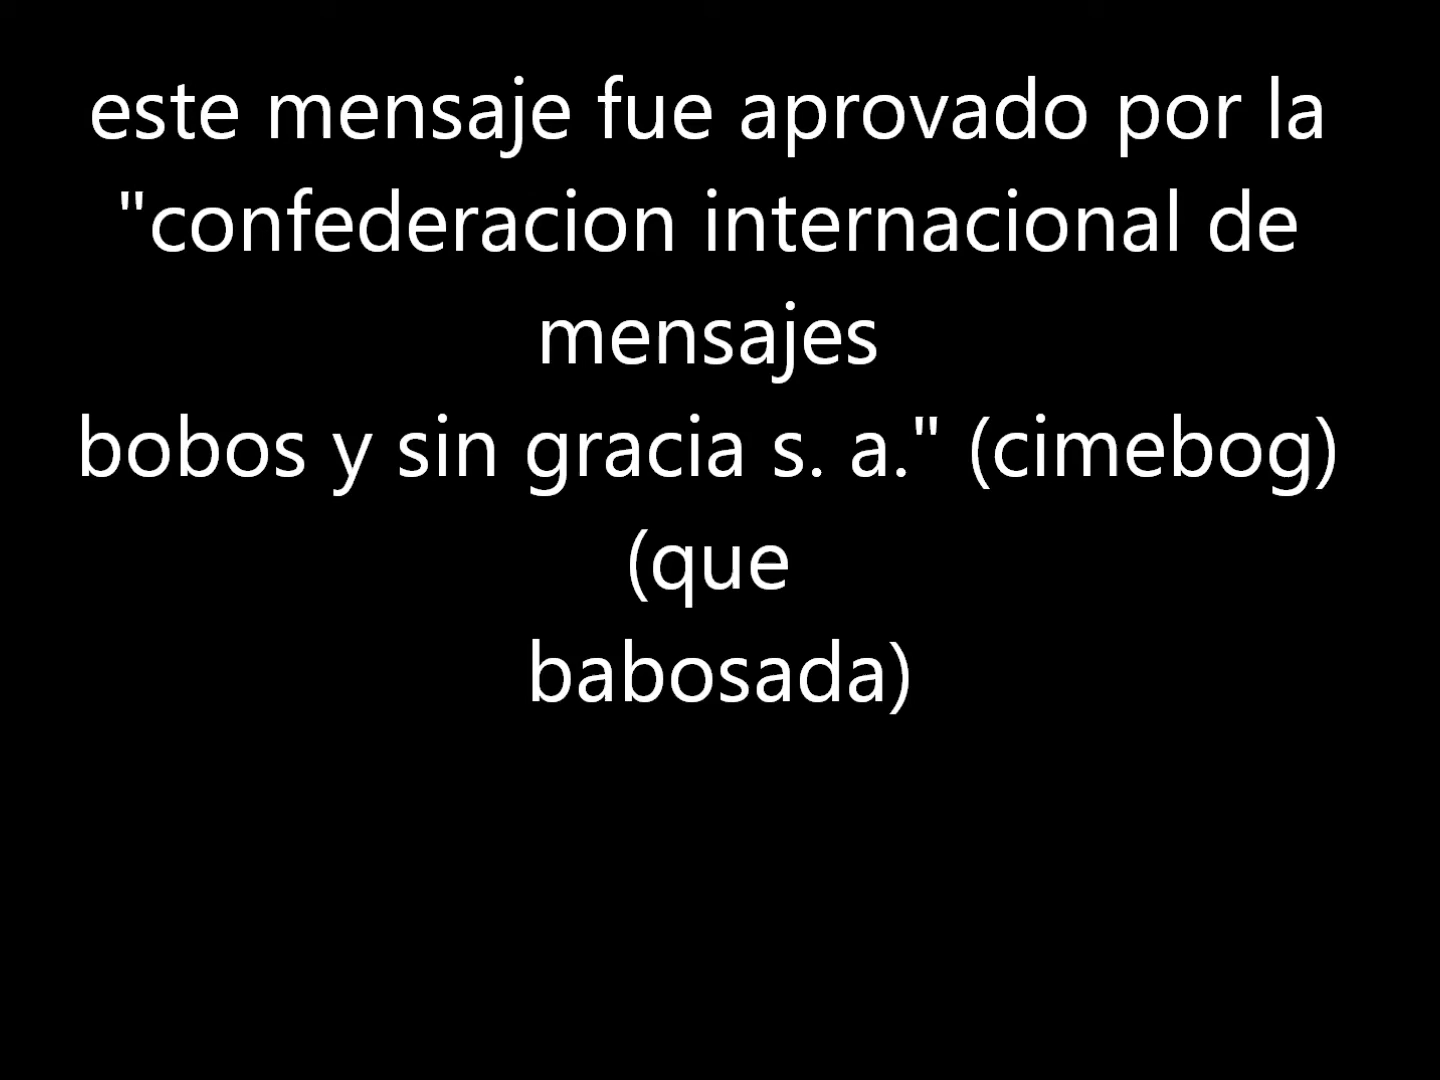 este mensaje fue aprovado por la
"confederacion internacional de
mensajes
bobos y sin gracia s. a." (cimebog)
(que
babosada)